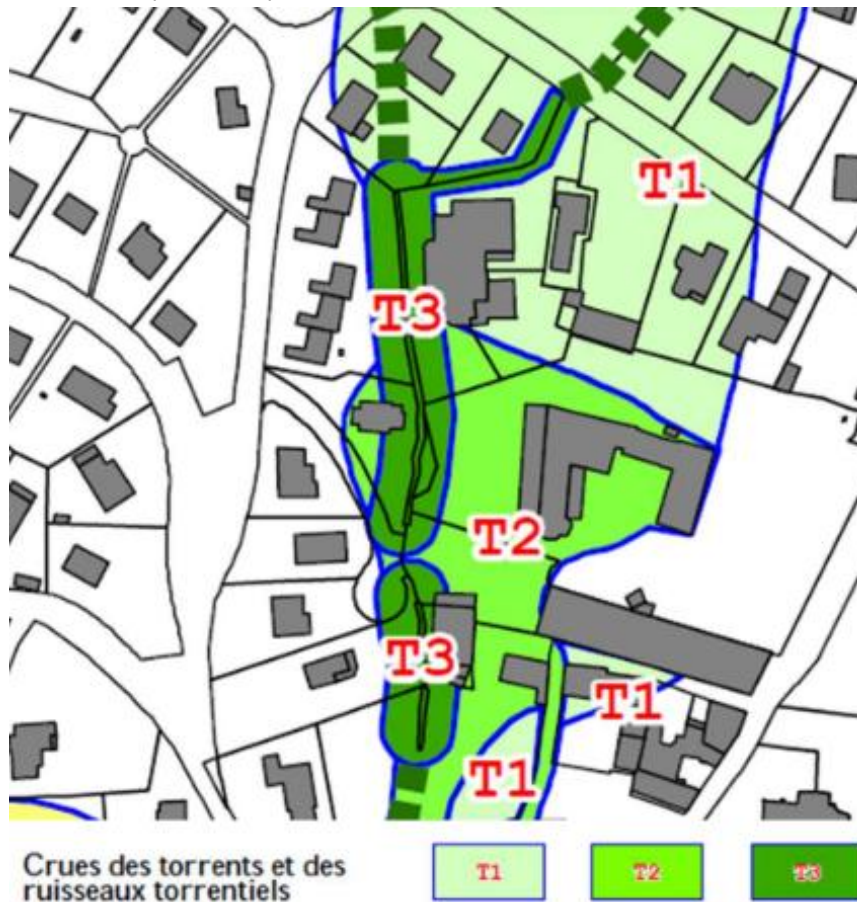 T1
T3
T2
T3
T1
T1
Crues des torrents et des
ruisseaux torrentiels
T1 T2 T3